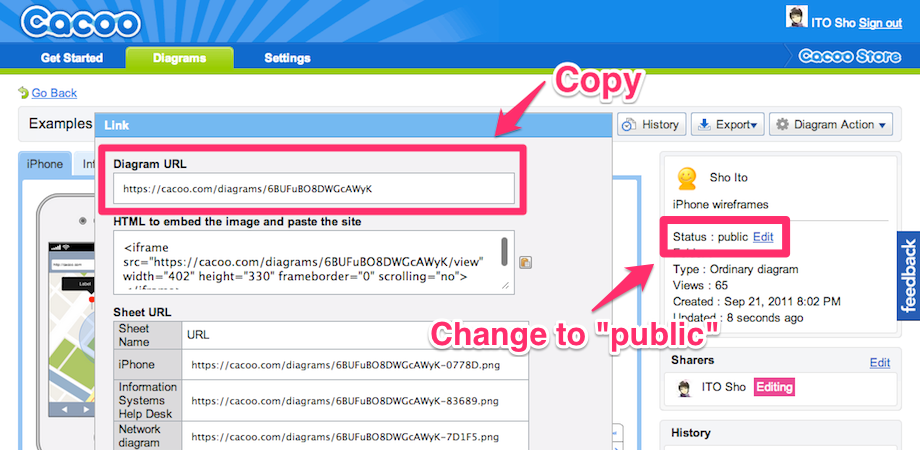 Cacoo
ITO Sho Sign out
Get Started Diagrams Settings
Cacoo Store
Copy
Go Back
Examples
Link
History Export Diagram Action
iPhone
Diagram URL
https://cacoo.com/diagrams/6BUFuBO8DWGcAWyK
HTML to embed the image and paste the site
<iframe
src="https://cacoo.com/diagrams/6BUFuBO8DWGcAWyK/view"
width="402" height="330" frameborder="0" scrolling="no">
</iframe>
Sheet URL
Sheet Name URL
iPhone https://cacoo.com/diagrams/6BUFuBO8DWGcAWyK-0778D.png
Information Systems Help Desk https://cacoo.com/diagrams/6BUFuBO8DWGcAWyK-83689.png
Network diagram https://cacoo.com/diagrams/6BUFuBO8DWGcAWyK-7D1F5.png
Label
Sho Ito
iPhone wireframes
Status : public Edit
Type : Ordinary diagram
Views : 65
Created : Sep 21, 2011 8:02 PM
Updated : 8 seconds ago
Change to "public"
feedback
Sharers Edit
ITO Sho Editing
History